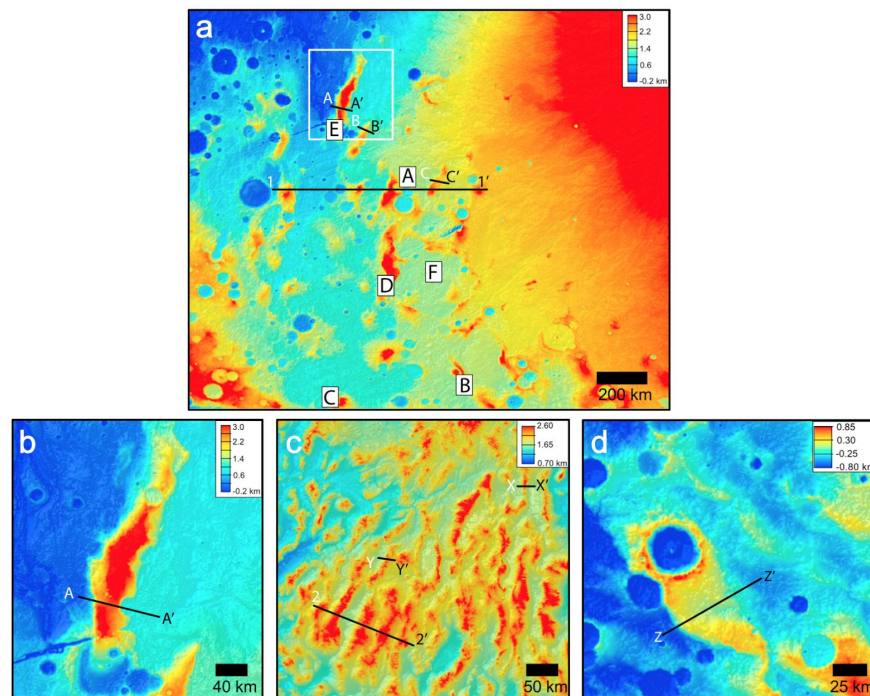 a
3.0
2.2
1.4
0.6
-0.2 km
A A'
B B'
E
A
C C'
1 1'
F
D
B
C
200 km
b
3.0
2.2
1.4
0.6
-0.2 km
A A'
40 km
c
2.60
1.65
0.70 km
X X'
Y Y'
2
2'
50 km
d
0.85
0.30
-0.25
-0.80 km
Z'
Z
25 km